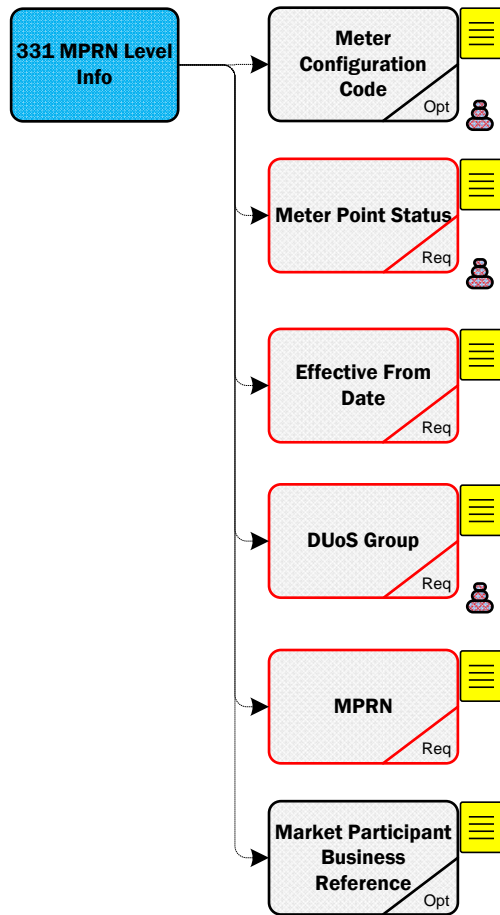 331 MPRN Level
Info
Meter
Configuration
Code
Opt
Meter Point Status
Req
Effective From
Date
Req
DUoS Group
Req
MPRN
Req
Market Participant
Business
Reference
Opt